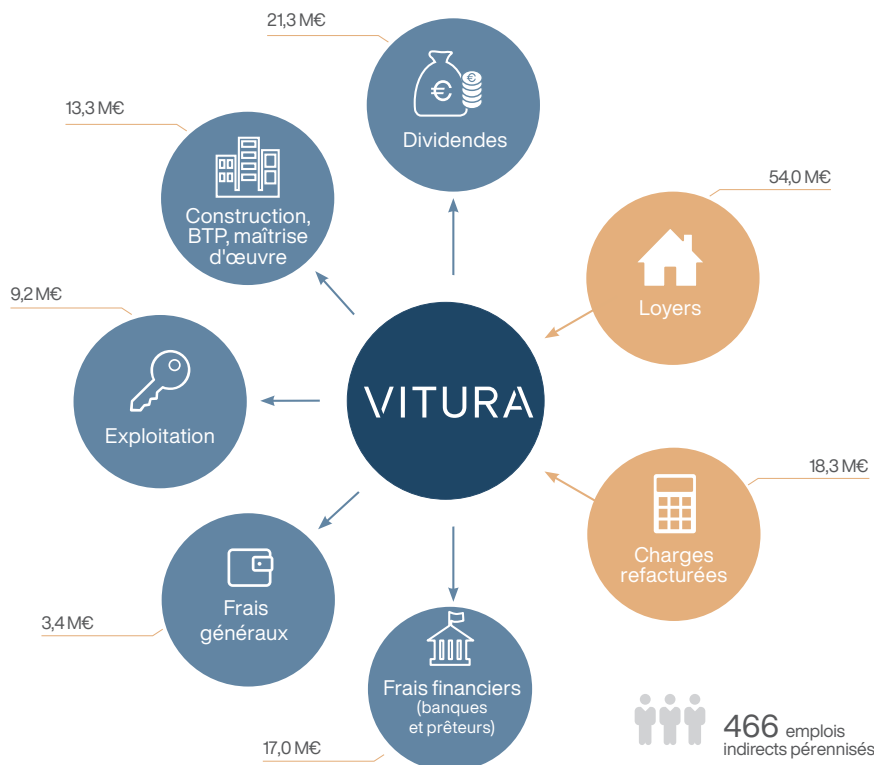 21,3 M€
€
€
Dividendes
13,3 M€
Construction,
BTP, maîtrise
d'œuvre
54,0 M€
Loyers
9,2 M€
Exploitation
VITURA
18,3 M€
Charges
refacturées
Frais
généraux
3,4 M€
Frais financiers
(banques
et prêteurs)
17,0 M€
466 emplois
indirects pérennisés